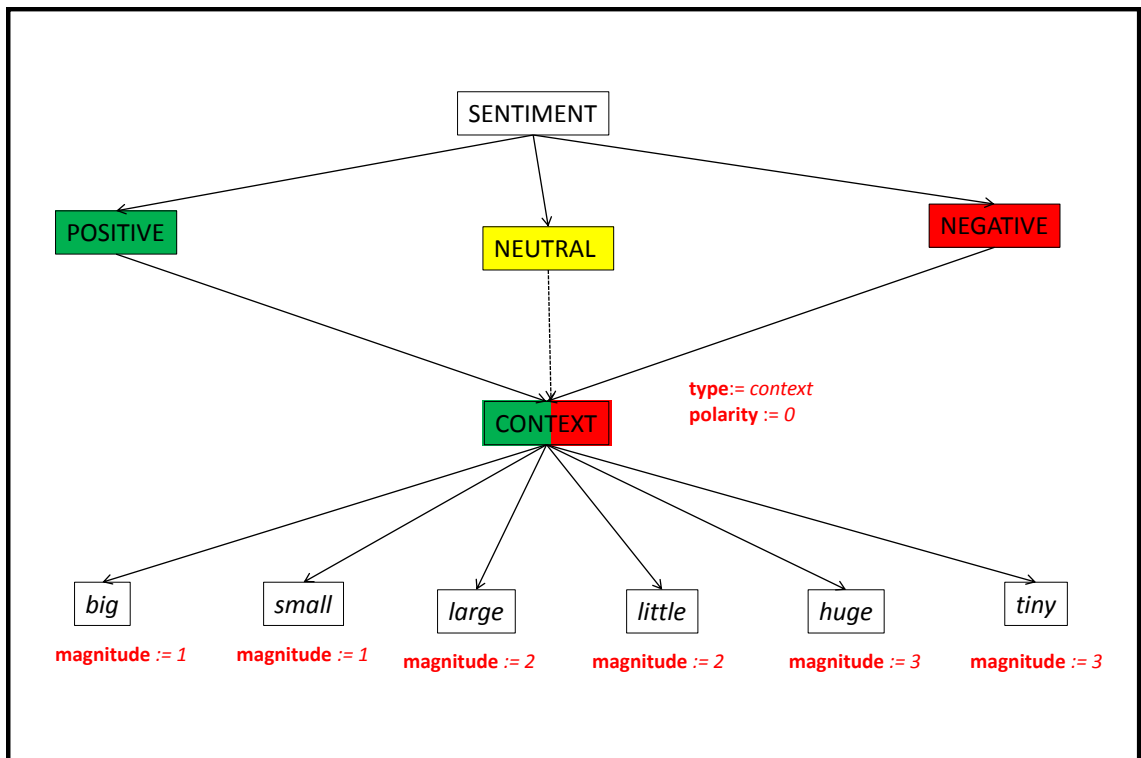 SENTIMENT
POSITIVE
NEUTRAL
NEGATIVE
type:= context
polarity := 0
CONTEXT
big
small
large
little
huge
tiny
magnitude := 1
magnitude := 1
magnitude := 2
magnitude := 2
magnitude := 3
magnitude := 3